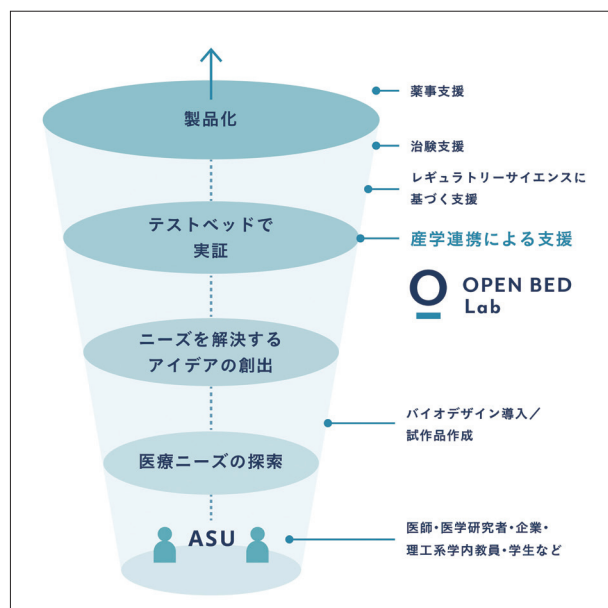 製品化
薬事支援
治験支援
レギュラトリーサイエンスに
基づく支援
テストベッドで
実証
産学連携による支援
OPEN BED
Lab
ニーズを解決する
アイデアの創出
バイオデザイン導入／
試作品作成
医療ニーズの探索
ASU
医師・医学研究者・企業・
理工系学内教員・学生など